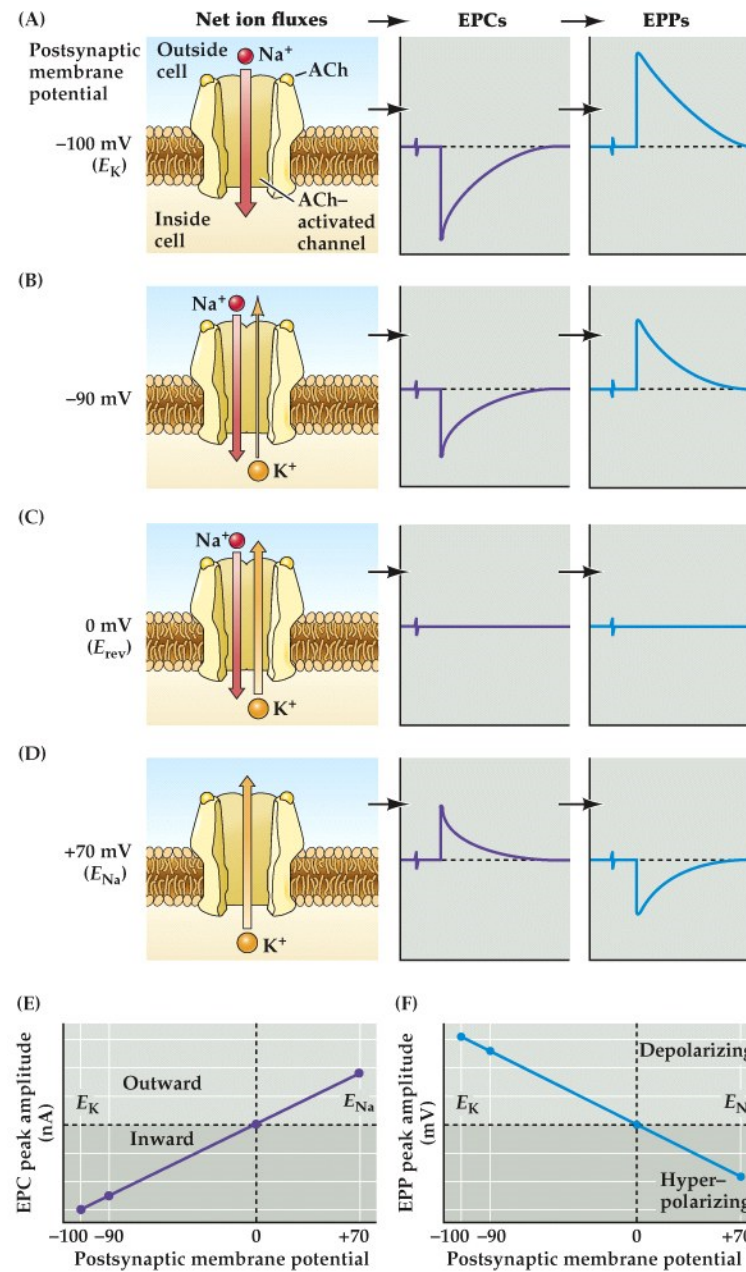 (A)
Net ion fluxes
EPCs
EPPs
Postsynaptic
membrane
potential
Outside
cell
Na+
ACh
−100 mV
(EK)
Inside
cell
ACh–
activated
channel
(B)
Na+
−90 mV
K+
(C)
Na+
0 mV
(Erev)
K+
(D)
+70 mV
(ENa)
K+
(E)
EPC peak amplitude
(nA)
Outward
EK
ENa
Inward
−100 −90 0 +70
Postsynaptic membrane potential
(F)
EPP peak amplitude
(mV)
Depolarizing
EK
EN
Hyper–
polarizing
−100 −90 0 +70
Postsynaptic membrane potential